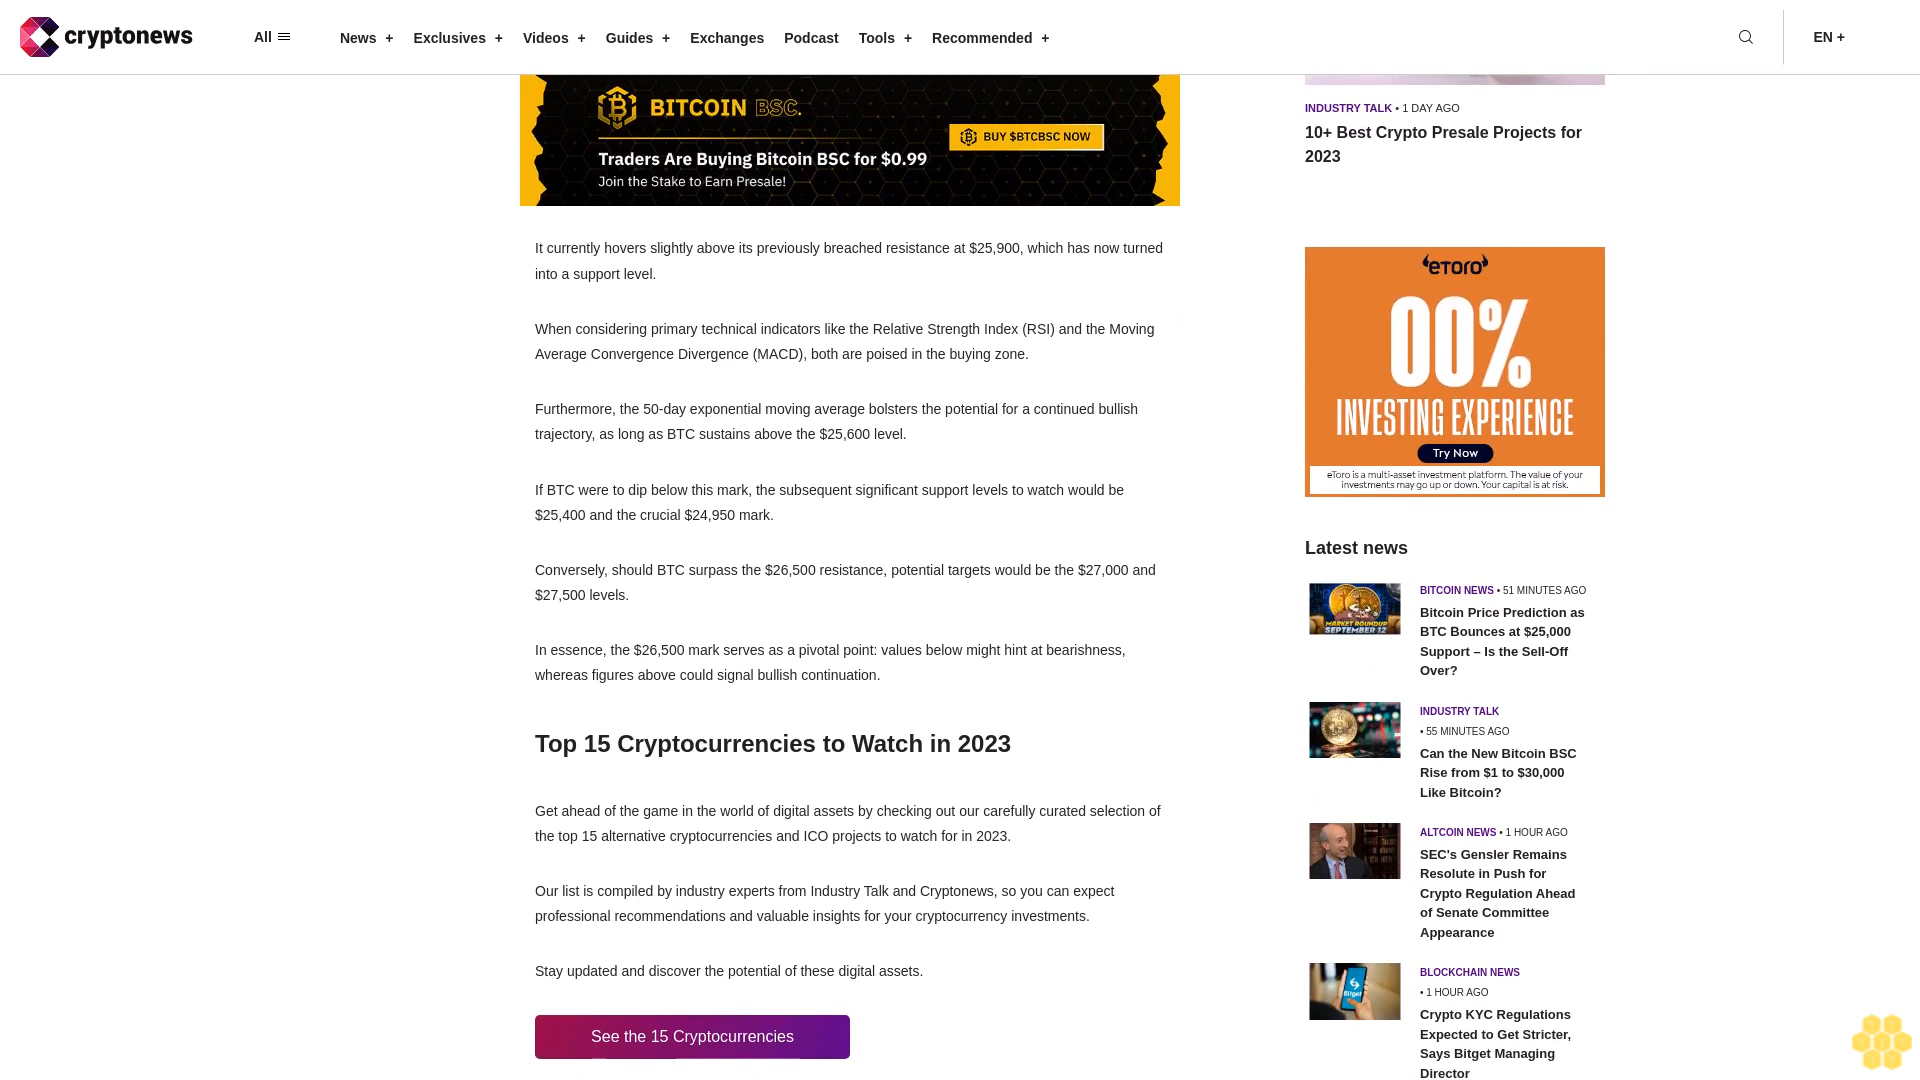 cryptonews
All
News +
Exclusives +
Videos +
Guides +
Exchanges
Podcast
Tools +
Recommended +
EN +
BITCOIN BSC.
BUY $BTCBSC NOW
Traders Are Buying Bitcoin BSC for $0.99
Join the Stake to Earn Presale!
It currently hovers slightly above its previously breached resistance at $25,900, which has now turned
into a support level.
When considering primary technical indicators like the Relative Strength Index (RSI) and the Moving
Average Convergence Divergence (MACD), both are poised in the buying zone.
Furthermore, the 50-day exponential moving average bolsters the potential for a continued bullish
trajectory, as long as BTC sustains above the $25,600 level.
If BTC were to dip below this mark, the subsequent significant support levels to watch would be
$25,400 and the crucial $24,950 mark.
Conversely, should BTC surpass the $26,500 resistance, potential targets would be the $27,000 and
$27,500 levels.
In essence, the $26,500 mark serves as a pivotal point: values below might hint at bearishness,
whereas figures above could signal bullish continuation.
Top 15 Cryptocurrencies to Watch in 2023
Get ahead of the game in the world of digital assets by checking out our carefully curated selection of
the top 15 alternative cryptocurrencies and ICO projects to watch for in 2023.
Our list is compiled by industry experts from Industry Talk and Cryptonews, so you can expect
professional recommendations and valuable insights for your cryptocurrency investments.
Stay updated and discover the potential of these digital assets.
See the 15 Cryptocurrencies
INDUSTRY TALK • 1 DAY AGO
10+ Best Crypto Presale Projects for
2023
eToro
00%
INVESTING EXPERIENCE
Try Now
eToro is a multi-asset investment platform. The value of your
investments may go up or down. Your capital is at risk.
Latest news
MARKET ROUNDUP
SEPTEMBER 12
BITCOIN NEWS • 51 MINUTES AGO
Bitcoin Price Prediction as
BTC Bounces at $25,000
Support – Is the Sell-Off
Over?
INDUSTRY TALK
• 55 MINUTES AGO
Can the New Bitcoin BSC
Rise from $1 to $30,000
Like Bitcoin?
ALTCOIN NEWS • 1 HOUR AGO
SEC's Gensler Remains
Resolute in Push for
Crypto Regulation Ahead
of Senate Committee
Appearance
Bitget
BLOCKCHAIN NEWS
• 1 HOUR AGO
Crypto KYC Regulations
Expected to Get Stricter,
Says Bitget Managing
Director